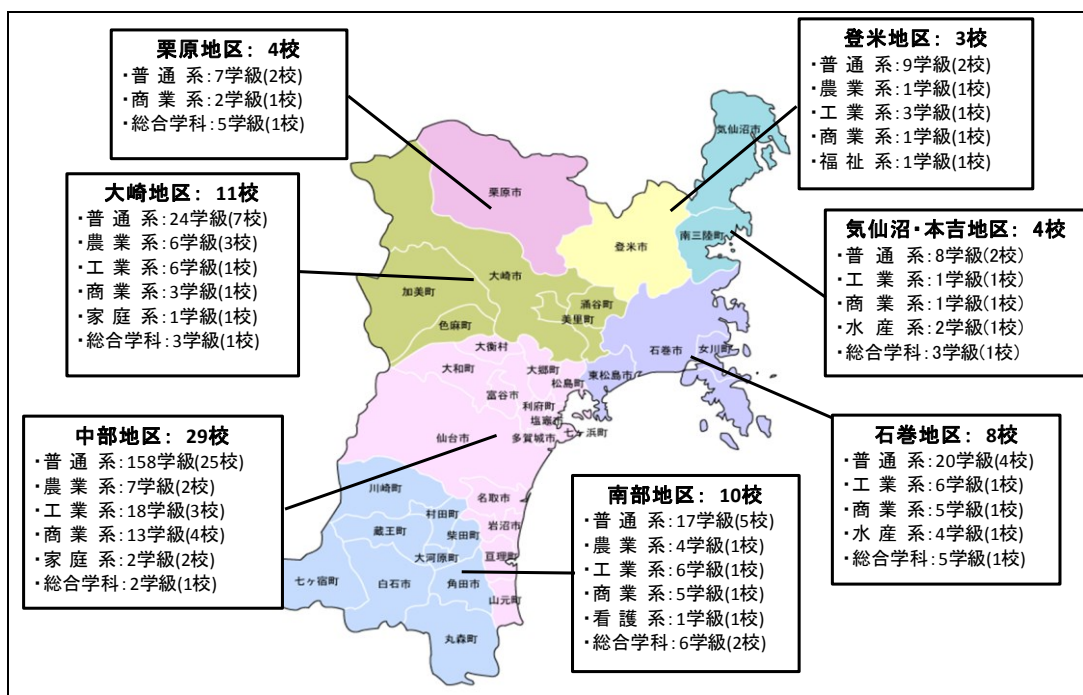 栗原地区: 4校
・普 通 系:7学級(2校)
・商 業 系:2学級(1校)
・総合学科:5学級(1校)
登米地区: 3校
・普 通 系:9学級(2校)
・農 業 系:1学級(1校)
・工 業 系:3学級(1校)
・商 業 系:1学級(1校)
・福 祉 系:1学級(1校)
大崎地区: 11校
・普 通 系:24学級(7校)
・農 業 系:6学級(3校)
・工 業 系:6学級(1校)
・商 業 系:3学級(1校)
・家 庭 系:1学級(1校)
・総合学科:3学級(1校)
気仙沼・本吉地区: 4校
・普 通 系:8学級(2校)
・工 業 系:1学級(1校)
・商 業 系:1学級(1校)
・水 産 系:2学級(1校)
・総合学科:3学級(1校)
中部地区: 29校
・普 通 系:158学級(25校)
・農 業 系:7学級(2校)
・工 業 系:18学級(3校)
・商 業 系:13学級(4校)
・家 庭 系:2学級(2校)
・総合学科:2学級(1校)
南部地区: 10校
・普 通 系:17学級(5校)
・農 業 系:4学級(1校)
・工 業 系:6学級(1校)
・商 業 系:5学級(1校)
・看 護 系:1学級(1校)
・総合学科:6学級(2校)
石巻地区: 8校
・普 通 系:20学級(4校)
・工 業 系:6学級(1校)
・商 業 系:5学級(1校)
・水 産 系:4学級(1校)
・総合学科:5学級(1校)
気仙沼市
栗原市
登米市
南三陸町
大崎市
加美町
涌谷町
美里町
色麻町
大衡村
石巻市
女川町
大和町
大郷町
東松島市
松島町
富谷市
利府町
塩竈市
仙台市
多賀城市
七ヶ浜町
川崎町
名取市
村田町
岩沼市
蔵王町
柴田町
大河原町
亘理町
七ヶ宿町
白石市
角田市
山元町
丸森町